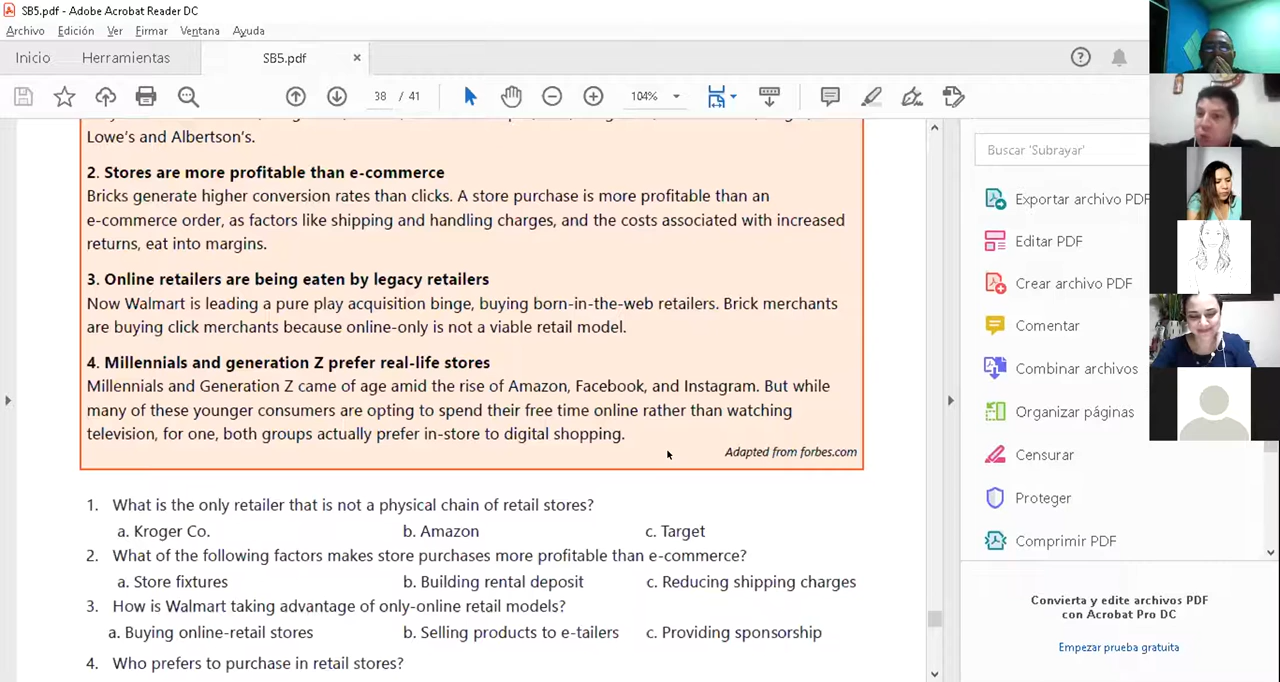 SB5.pdf - Adobe Acrobat Reader DC
Archivo Edición Ver Firmar Ventana Ayuda
Inicio Herramientas SB5.pdf ×
38 / 41 104%
Lowe's and Albertson's.
2. Stores are more profitable than e-commerce
Bricks generate higher conversion rates than clicks. A store purchase is more profitable than an
e-commerce order, as factors like shipping and handling charges, and the costs associated with increased
returns, eat into margins.
3. Online retailers are being eaten by legacy retailers
Now Walmart is leading a pure play acquisition binge, buying born-in-the-web retailers. Brick merchants
are buying click merchants because online-only is not a viable retail model.
4. Millennials and generation Z prefer real-life stores
Millennials and Generation Z came of age amid the rise of Amazon, Facebook, and Instagram. But while
many of these younger consumers are opting to spend their free time online rather than watching
television, for one, both groups actually prefer in-store to digital shopping.
Adapted from forbes.com
1. What is the only retailer that is not a physical chain of retail stores?
a. Kroger Co. b. Amazon c. Target
2. What of the following factors makes store purchases more profitable than e-commerce?
a. Store fixtures b. Building rental deposit c. Reducing shipping charges
3. How is Walmart taking advantage of only-online retail models?
a. Buying online-retail stores b. Selling products to e-tailers c. Providing sponsorship
4. Who prefers to purchase in retail stores?
Buscar 'Subrayar'
Exportar archivo PDF
Editar PDF
Crear archivo PDF
Comentar
Combinar archivos
Organizar páginas
Censurar
Proteger
Comprimir PDF
Convierta y edite archivos PDF
con Acrobat Pro DC
Empezar prueba gratuita